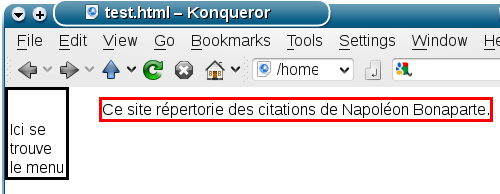 test.html – Konqueror
File Edit View Go Bookmarks Tools Settings Window He
/home
Ce site répertorie des citations de Napoléon Bonaparte.
Ici se
trouve
le menu